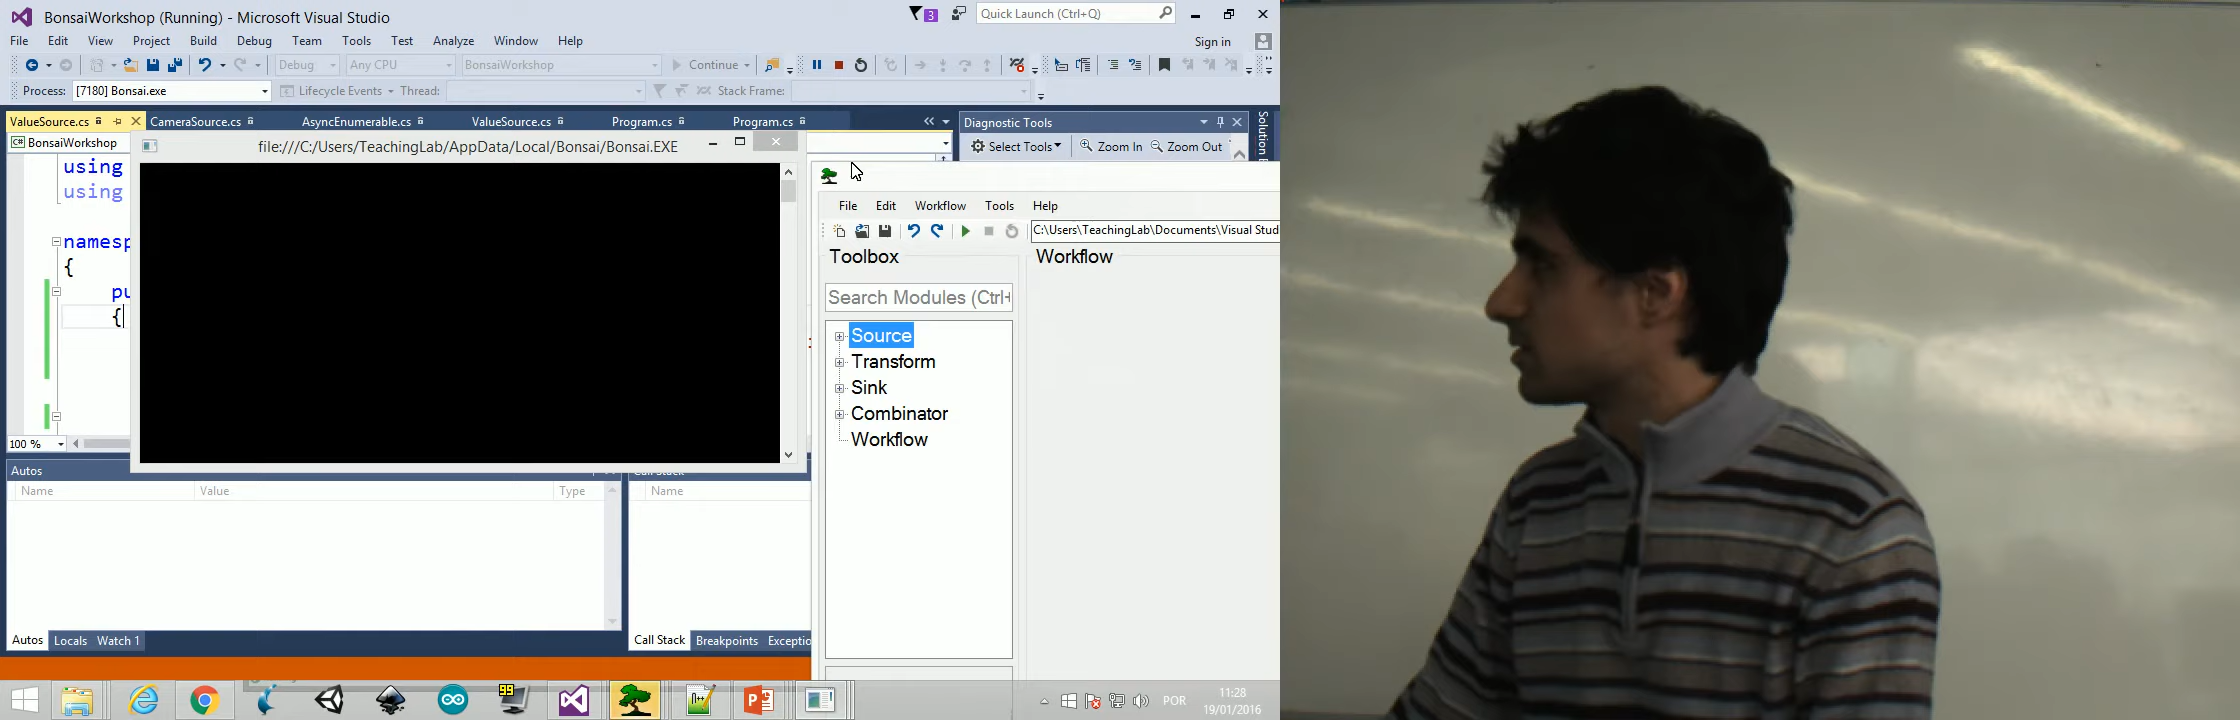 BonsaiWorkshop (Running) - Microsoft Visual Studio
3
Quick Launch (Ctrl+Q)
File Edit View Project Build Debug Team Tools Test Analyze Window Help
Sign in
Debug Any CPU BonsaiWorkshop Continue
Process: [7180] Bonsai.exe Lifecycle Events Thread: Stack Frame:
ValueSource.cs CameraSource.cs AsyncEnumerable.cs ValueSource.cs Program.cs Program.cs
Diagnostic Tools
BonsaiWorkshop
file:///C:/Users/TeachingLab/AppData/Local/Bonsai/Bonsai.EXE
Select Tools Zoom In Zoom Out
using
using
namesp
{
pu
{
100 %
File Edit Workflow Tools Help
C:\Users\TeachingLab\Documents\Visual Stud
Toolbox
Workflow
Search Modules (Ctrl+
Source
Transform
Sink
Combinator
Workflow
Autos
Name Value Type
Name
Autos Locals Watch 1
Call Stack Breakpoints Exceptio
99
POR
11:28
19/01/2016